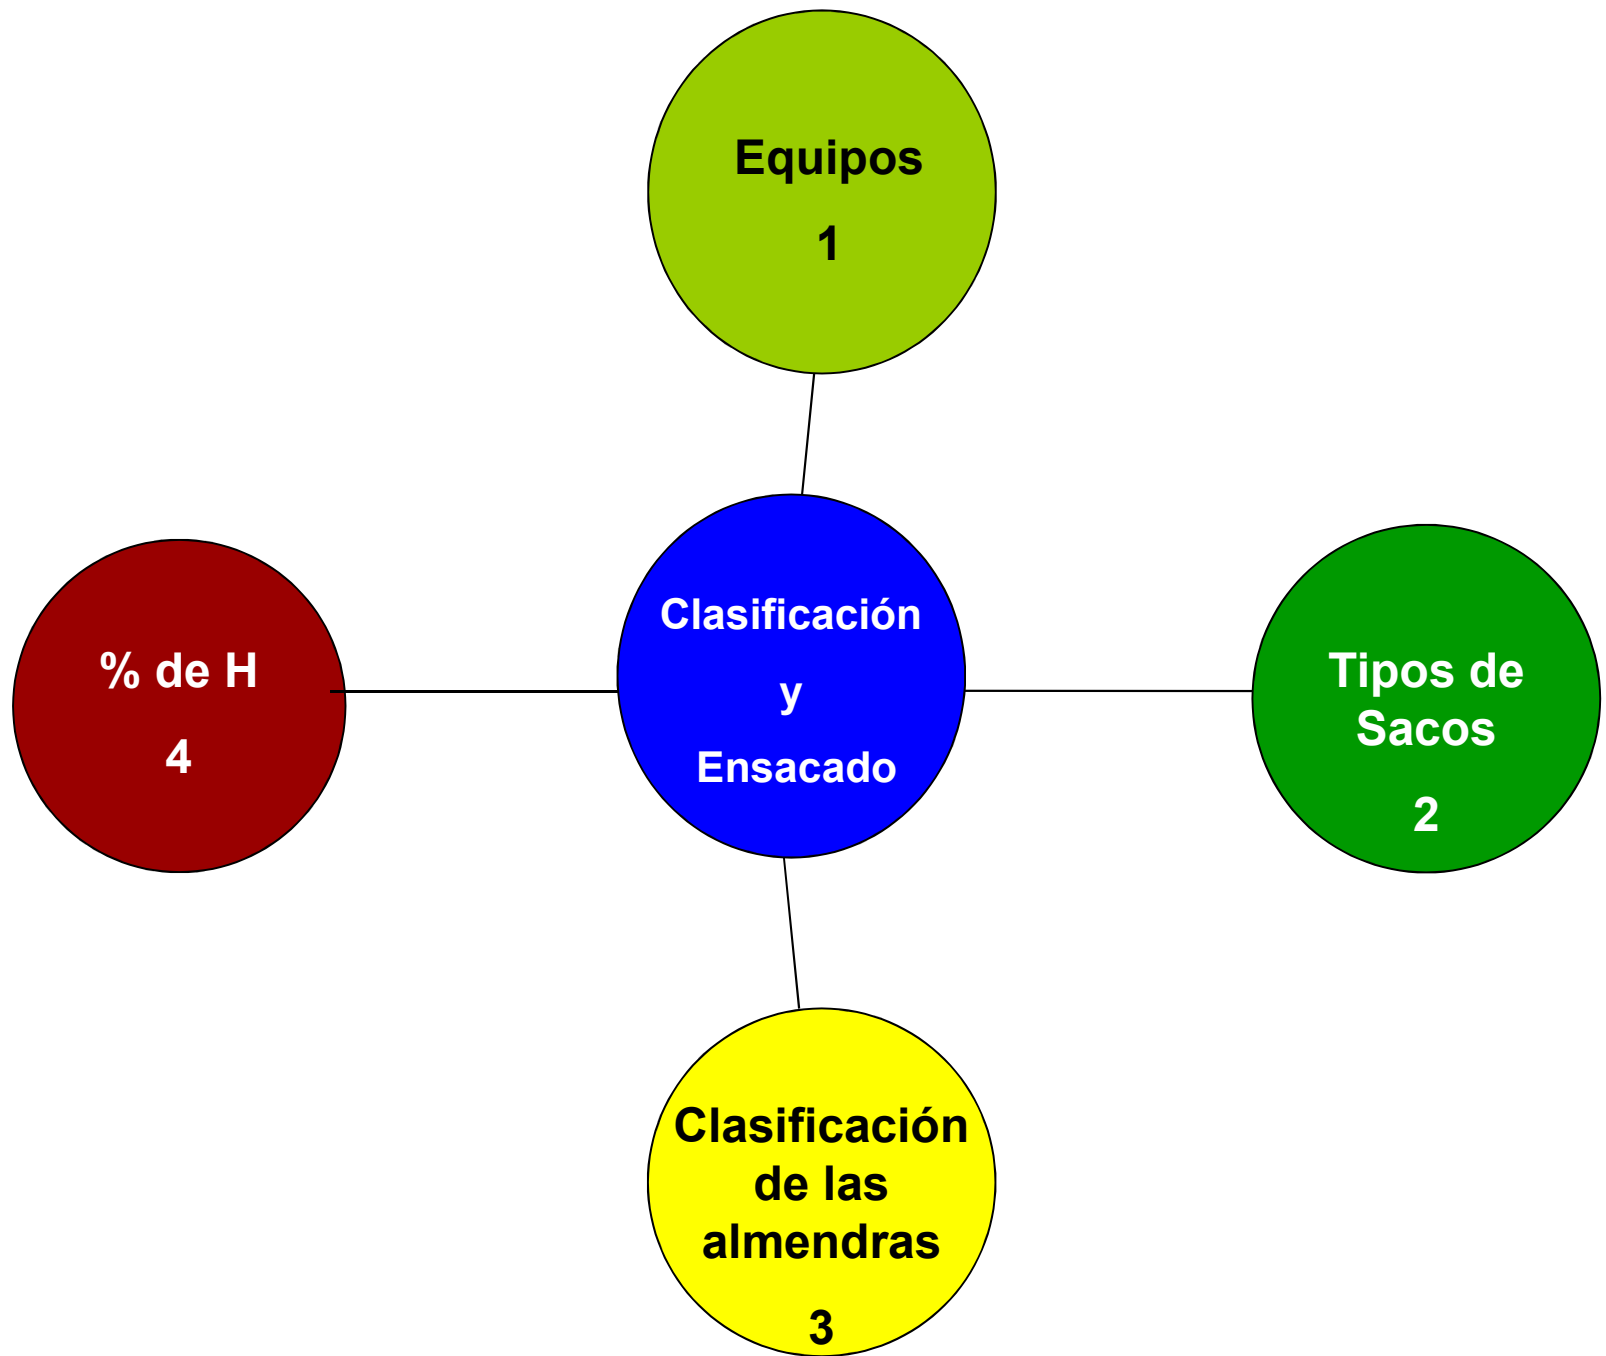 Equipos
1
Clasificación
y
Ensacado
% de H
4
Tipos de
Sacos
2
Clasificación
de las
almendras
3